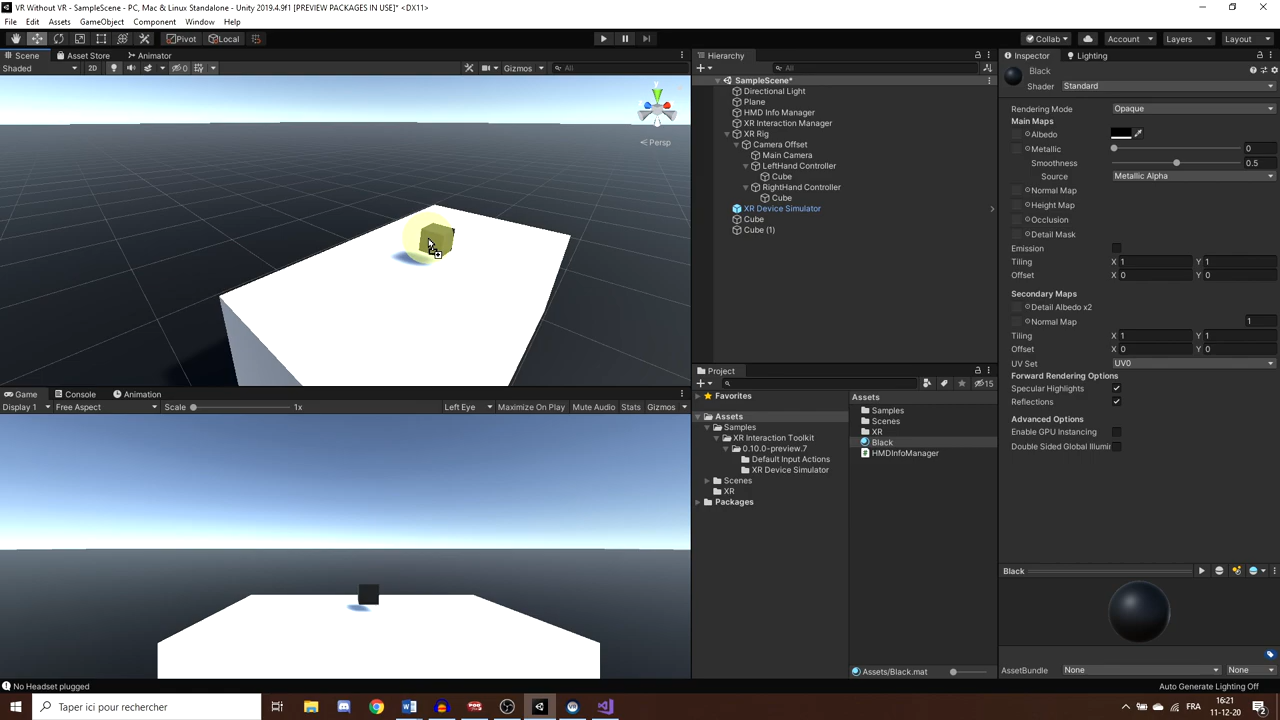 VR Without VR - SampleScene - PC, Mac & Linux Standalone - Unity 2019.4.9f1 [PREVIEW PACKAGES IN USE]* <DX11>
File Edit Assets GameObject Component Window Help
Pivot Local Collab Account Layers Layout
Scene Asset Store Animator
Shaded 2D 0 Gizmos All
y
Persp
Game Console Animation
Display 1 Free Aspect Scale 1x Left Eye Maximize On Play Mute Audio Stats Gizmos
Hierarchy
All
SampleScene*
Directional Light
Plane
HMD Info Manager
XR Interaction Manager
XR Rig
Camera Offset
Main Camera
LeftHand Controller
Cube
RightHand Controller
Cube
XR Device Simulator
Cube
Cube (1)
Project
15
Favorites
Assets
Samples
XR Interaction Toolkit
0.10.0-preview.7
Default Input Actions
XR Device Simulator
Scenes
XR
Packages
Assets
Samples
Scenes
XR
Black
HMDInfoManager
Assets/Black.mat
Inspector Lighting
Black
Shader Standard
Rendering Mode Opaque
Main Maps
Albedo
Metallic 0
Smoothness 0.5
Source Metallic Alpha
Normal Map
Height Map
Occlusion
Detail Mask
Emission
Tiling X 1 Y 1
Offset X 0 Y 0
Secondary Maps
Detail Albedo x2
Normal Map 1
Tiling X 1 Y 1
Offset X 0 Y 0
UV Set UV0
Forward Rendering Options
Specular Highlights
Reflections
Advanced Options
Enable GPU Instancing
Double Sided Global Illumir
Black
AssetBundle None None
No Headset plugged
Auto Generate Lighting Off
Taper ici pour rechercher
FRA
16:21
11-12-20
2